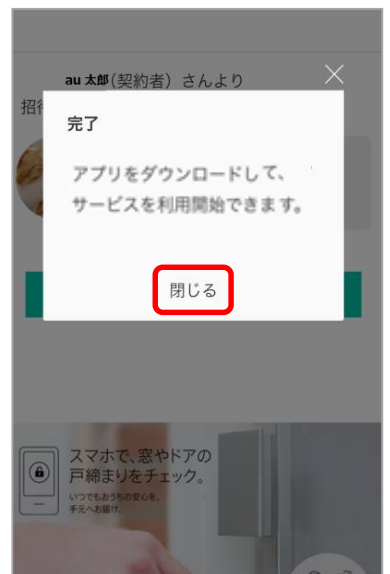 au 太郎(契約者) さんより
招待
完了
アプリをダウンロードして、
サービスを利用開始できます。
閉じる
スマホで、窓やドアの
戸締まりをチェック。
いつでもおうちの安心を、
手元へお届け。